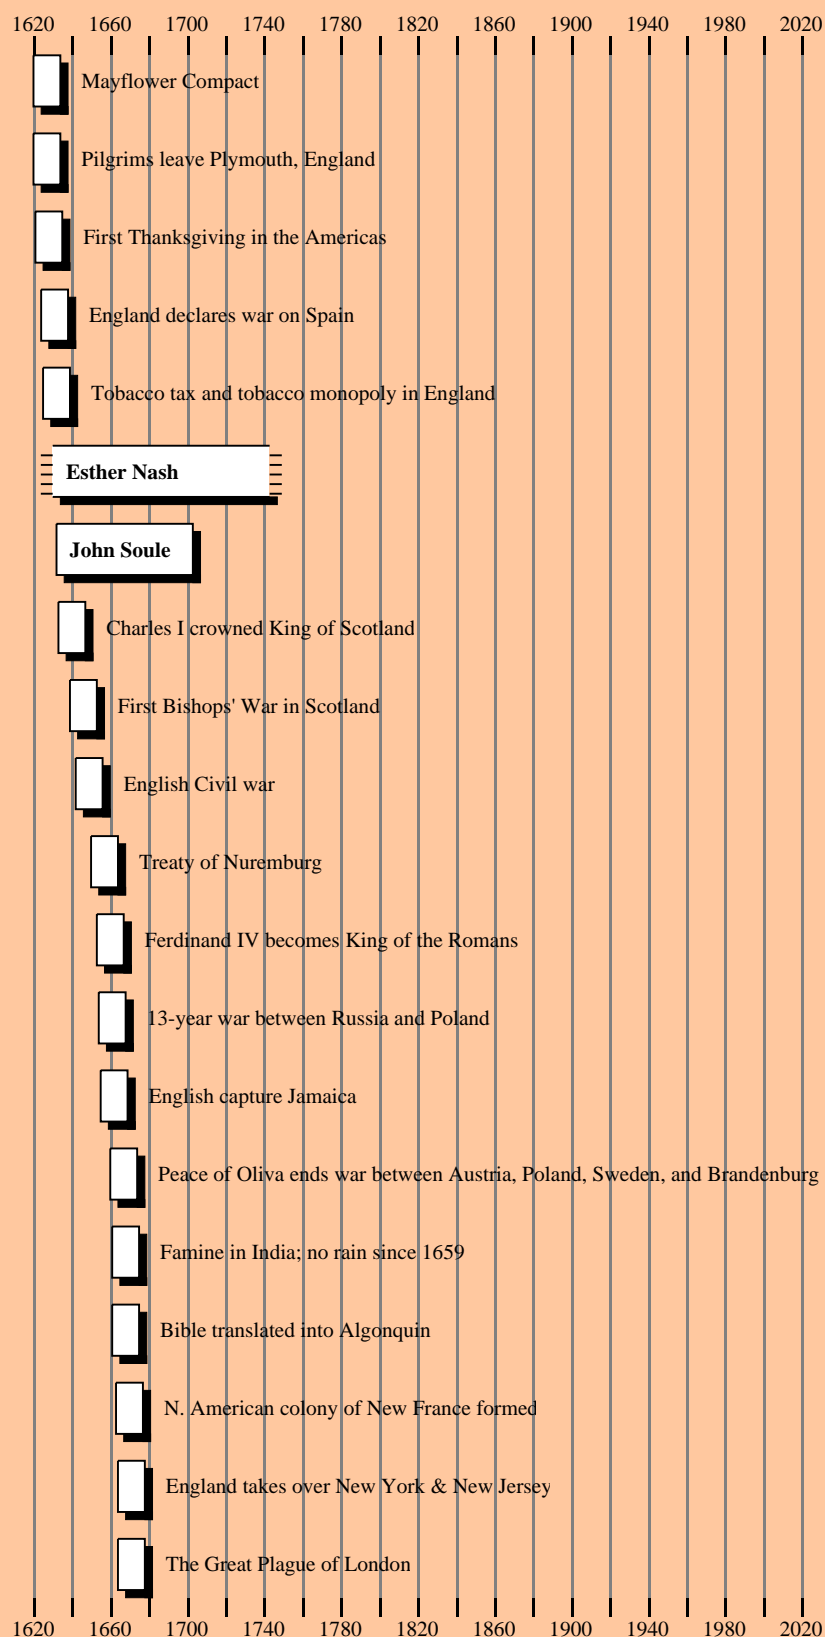 1620 1660 1700 1740 1780 1820 1860 1900 1940 1980 2020
Mayflower Compact
Pilgrims leave Plymouth, England
First Thanksgiving in the Americas
England declares war on Spain
Tobacco tax and tobacco monopoly in England
Esther Nash
John Soule
Charles I crowned King of Scotland
First Bishops' War in Scotland
English Civil war
Treaty of Nuremburg
Ferdinand IV becomes King of the Romans
13-year war between Russia and Poland
English capture Jamaica
Peace of Oliva ends war between Austria, Poland, Sweden, and Brandenburg
Famine in India; no rain since 1659
Bible translated into Algonquin
N. American colony of New France formed
England takes over New York & New Jersey
The Great Plague of London
1620 1660 1700 1740 1780 1820 1860 1900 1940 1980 2020